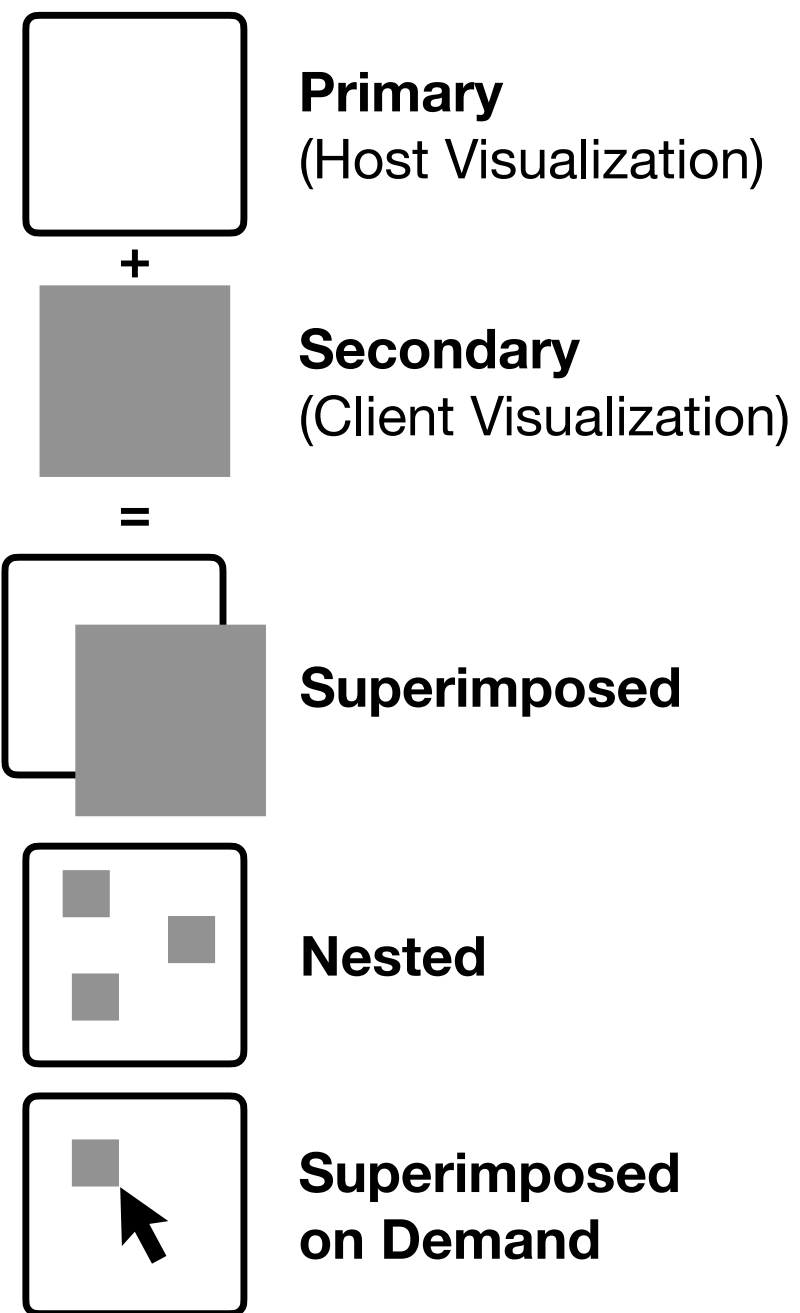 Primary
(Host Visualization)
+
Secondary
(Client Visualization)
=
Superimposed
Nested
Superimposed
on Demand